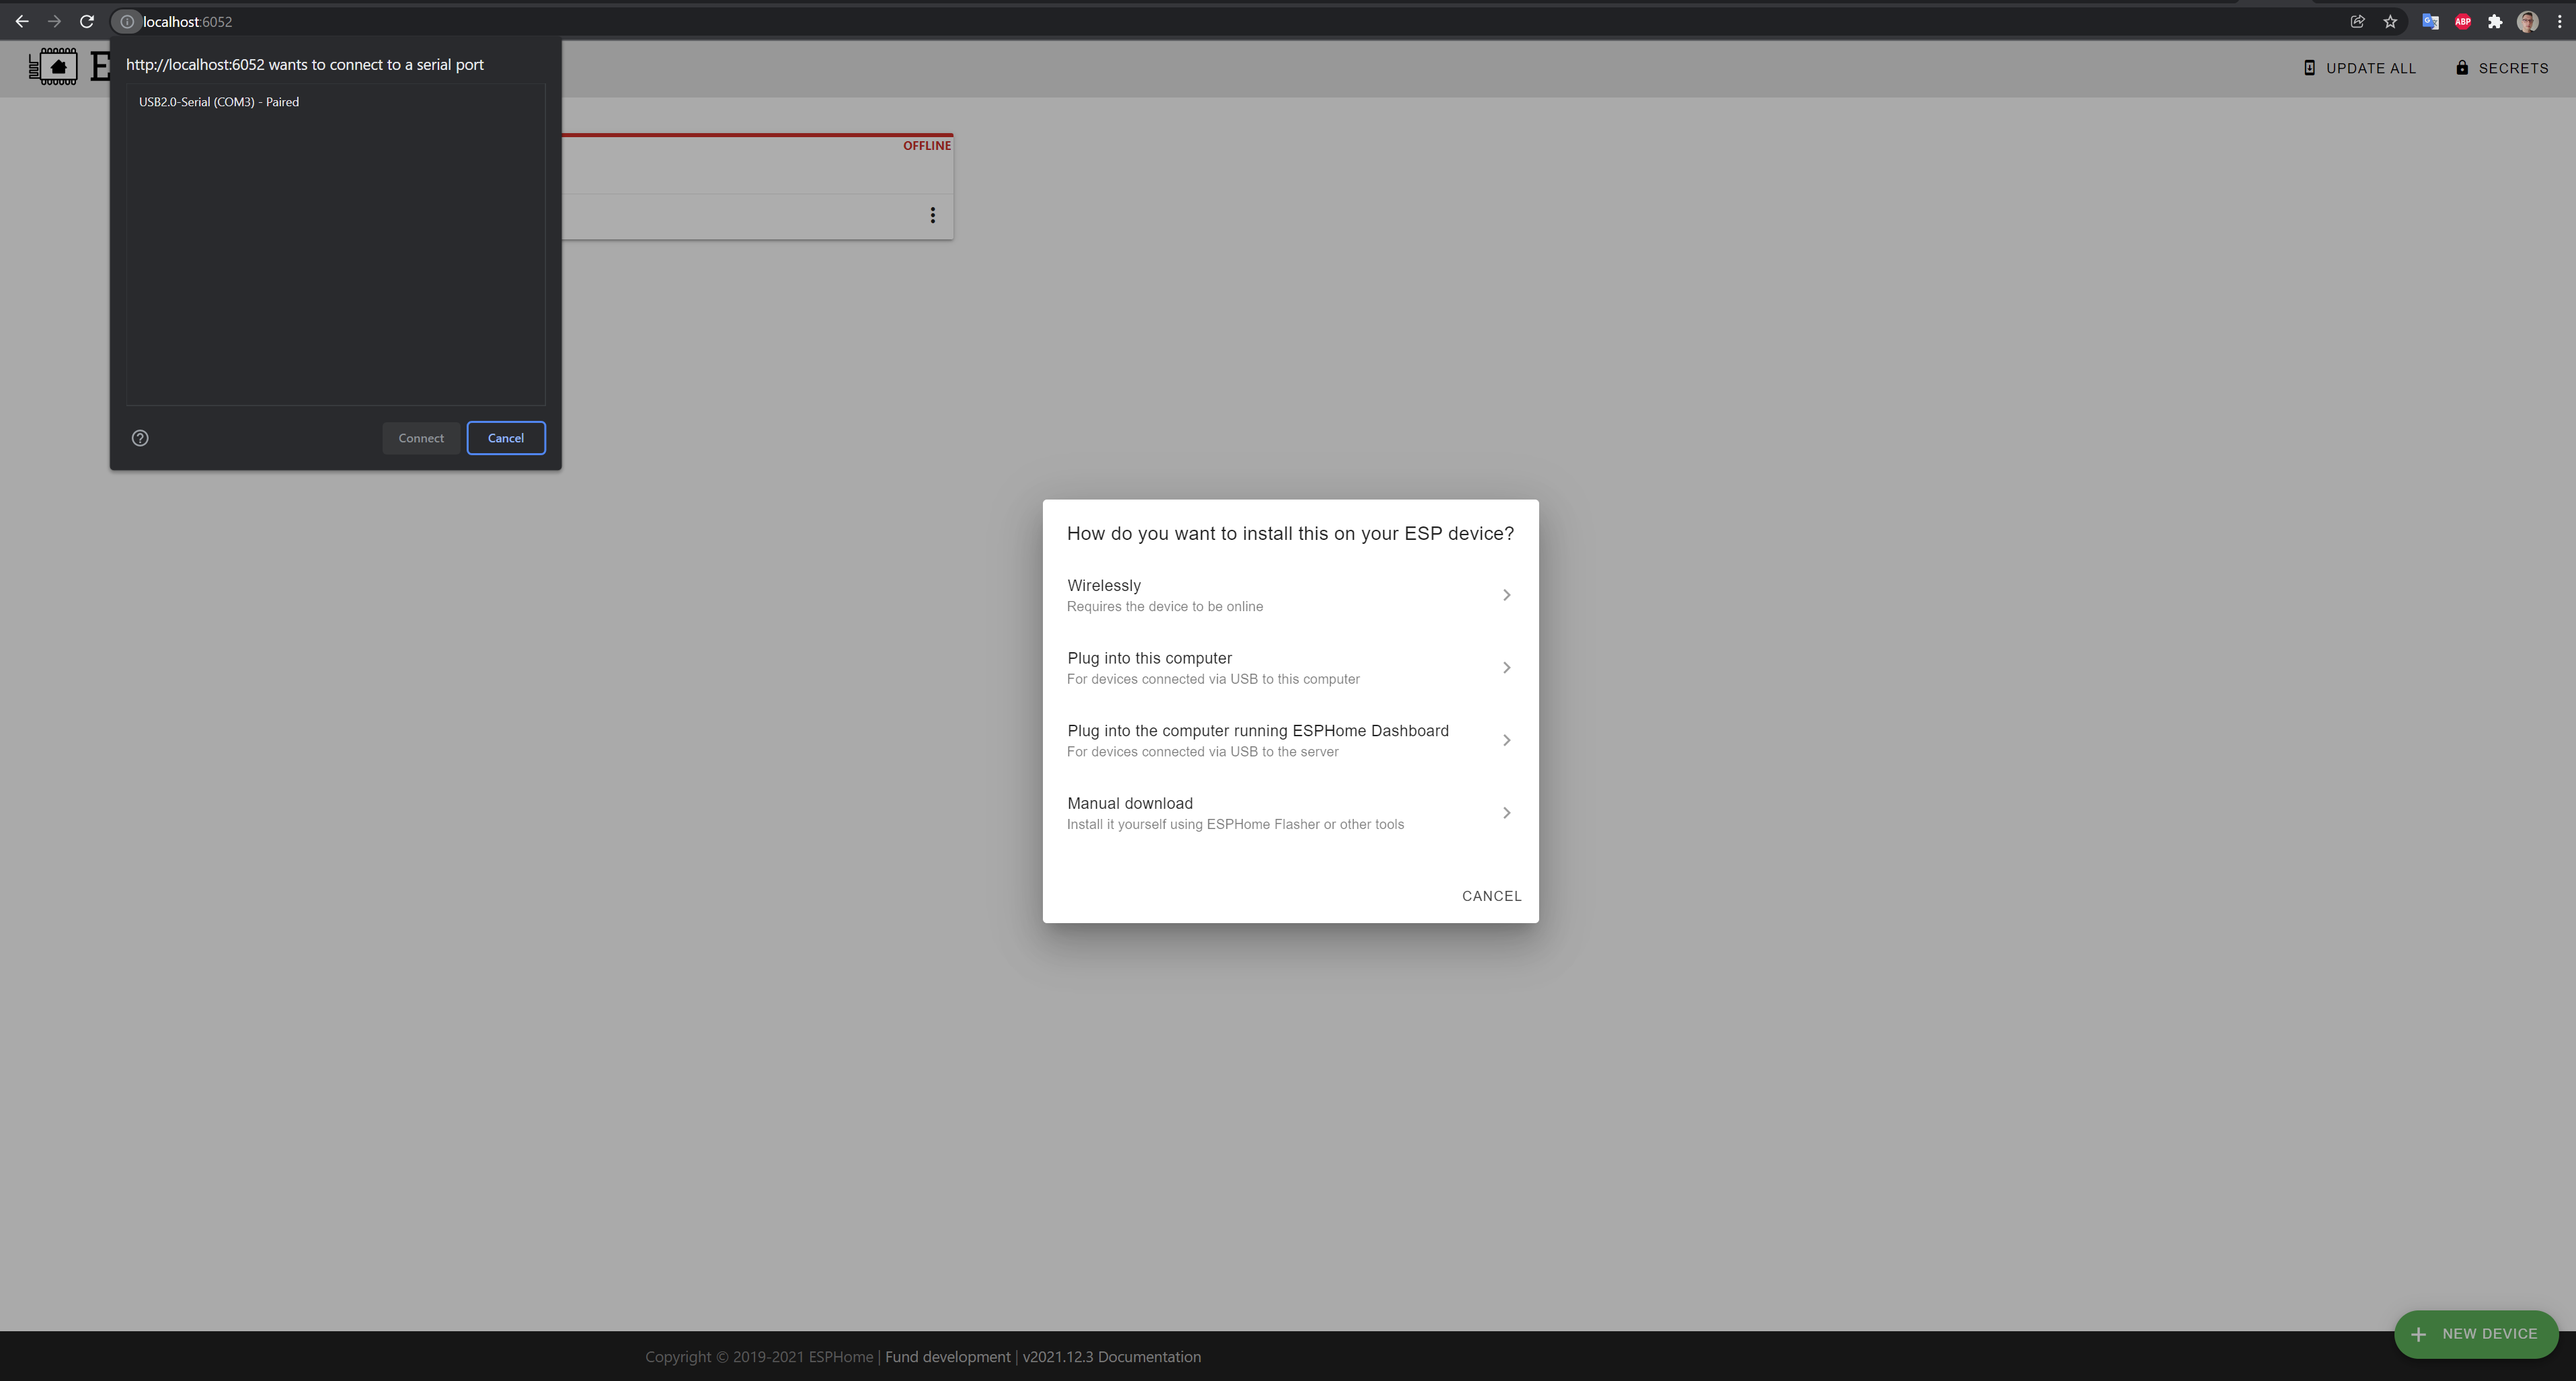 localhost:6052
http://localhost:6052 wants to connect to a serial port
USB2.0-Serial (COM3) - Paired
Connect
Cancel
E
UPDATE ALL
SECRETS
ABP
OFFLINE
How do you want to install this on your ESP device?
Wirelessly
Requires the device to be online
Plug into this computer
For devices connected via USB to this computer
Plug into the computer running ESPHome Dashboard
For devices connected via USB to the server
Manual download
Install it yourself using ESPHome Flasher or other tools
CANCEL
NEW DEVICE
Copyright © 2019-2021 ESPHome | Fund development | v2021.12.3 Documentation